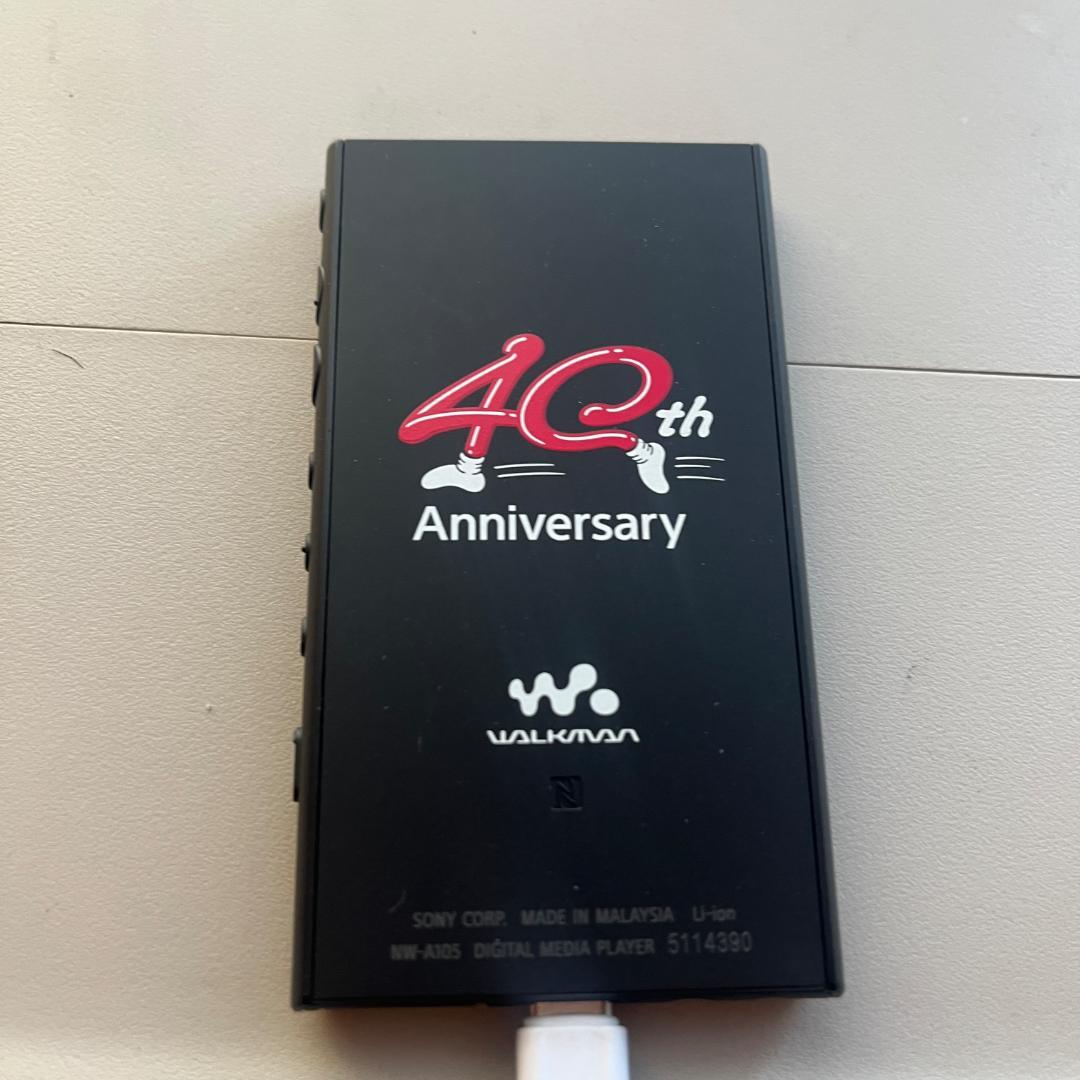 40th
Anniversary
WALKMAN
N
SONY CORP. MADE IN MALAYSIA Li-ion
NW-A105 DIGITAL MEDIA PLAYER 5114390